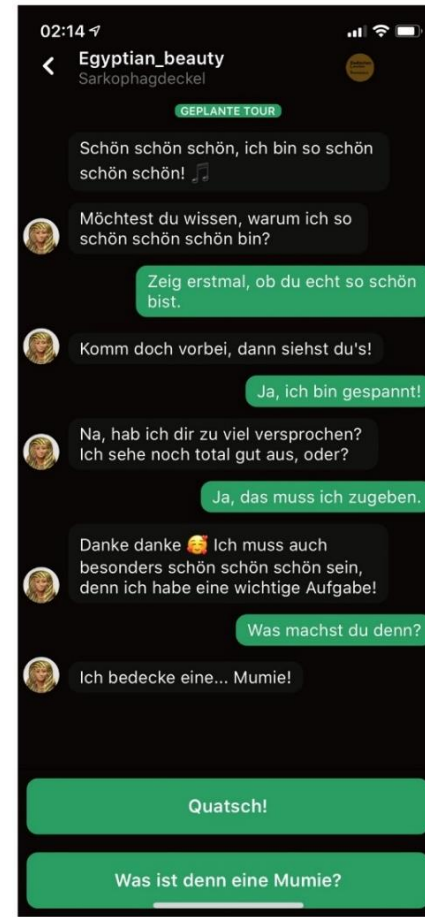 02:14
Egyptian_beauty
Sarkophagdeckel
GEPLANTE TOUR
Schön schön schön, ich bin so schön
schön schön! 🎵
Möchtest du wissen, warum ich so
schön schön schön bin?
Zeig erstmal, ob du echt so schön
bist.
Komm doch vorbei, dann siehst du's!
Ja, ich bin gespannt!
Na, hab ich dir zu viel versprochen?
Ich sehe noch total gut aus, oder?
Ja, das muss ich zugeben.
Danke danke 🥰 Ich muss auch
besonders schön schön schön sein,
denn ich habe eine wichtige Aufgabe!
Was machst du denn?
Ich bedecke eine... Mumie!
Quatsch!
Was ist denn eine Mumie?